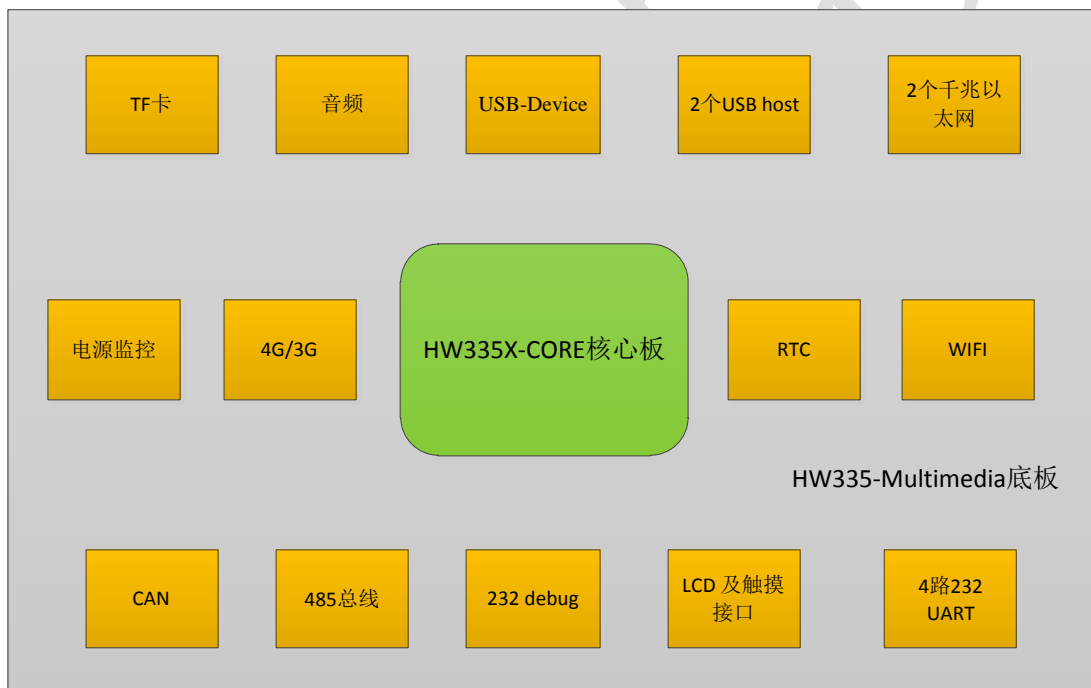 TF卡
音频
USB-Device
2个USB host
2个千兆以
太网
电源监控
4G/3G
HW335X-CORE核心板
RTC
WIFI
HW335-Multimedia底板
CAN
485总线
232 debug
LCD 及触摸
接口
4路232
UART